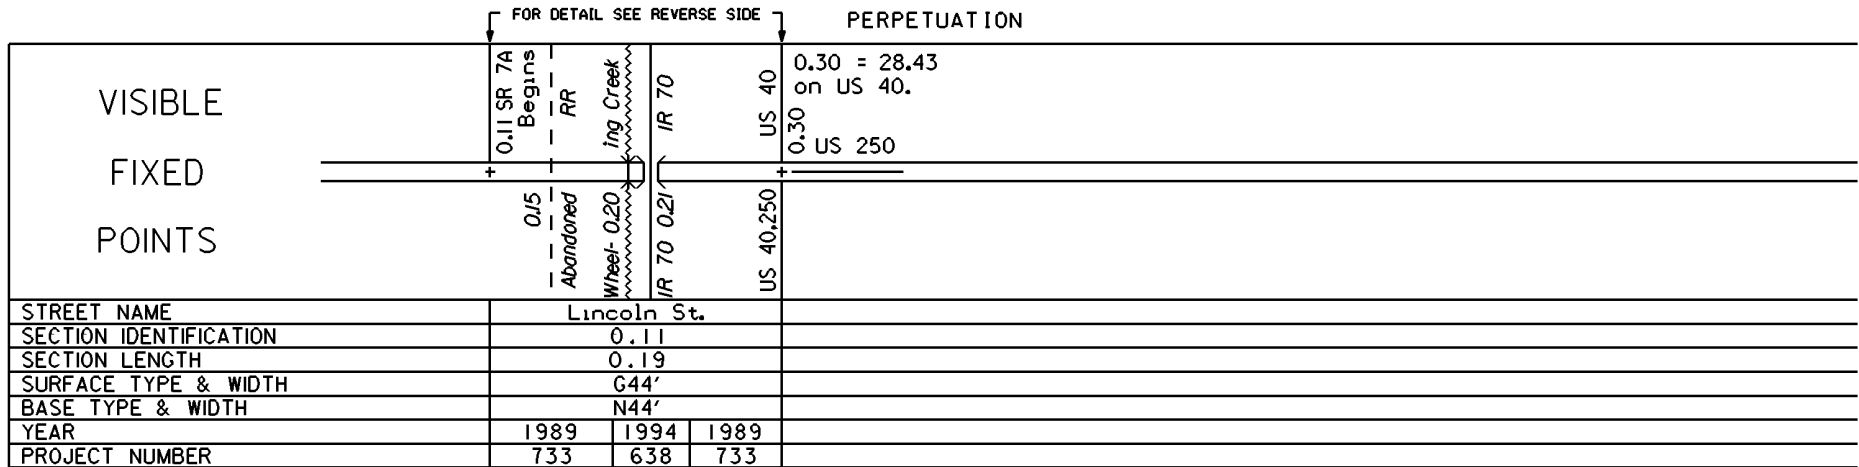 FOR DETAIL SEE REVERSE SIDE
PERPETUATION
VISIBLE
FIXED
POINTS
0.11 SR 7A
Begins
RR
ing Creek
IR 70
US 40
0.30 = 28.43
on US 40.
0.30
US 250
0.15
Abandoned
Wheel- 0.20
IR 70 0.21
US 40,250
STREET NAME
Lincoln St.
SECTION IDENTIFICATION
0.11
SECTION LENGTH
0.19
SURFACE TYPE & WIDTH
G44'
BASE TYPE & WIDTH
N44'
YEAR
1989 1994 1989
PROJECT NUMBER
733 638 733